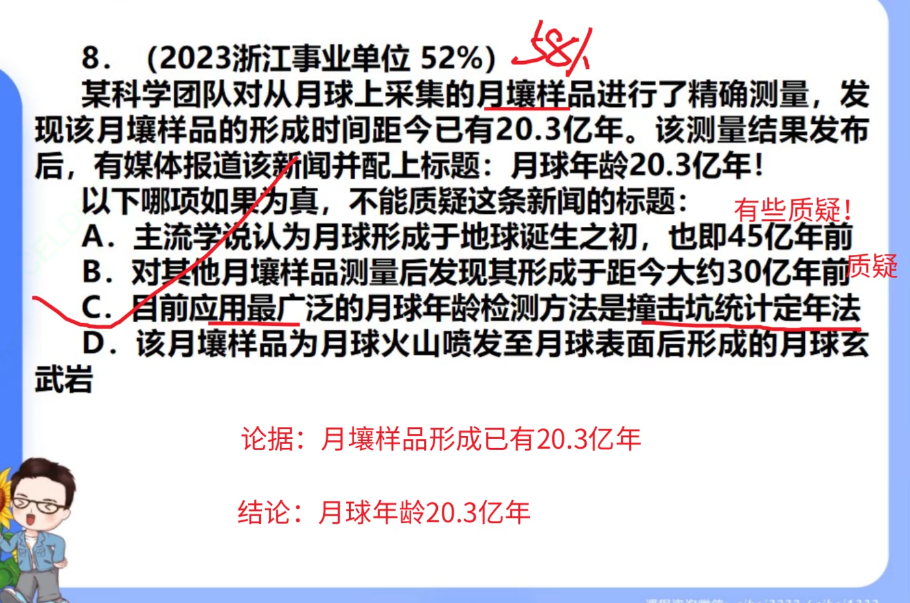 8.（2023浙江事业单位 52%） 58%
某科学团队对从月球上采集的月壤样品进行了精确测量，发
现该月壤样品的形成时间距今已有20.3亿年。该测量结果发布
后，有媒体报道该新闻并配上标题：月球年龄20.3亿年！
以下哪项如果为真，不能质疑这条新闻的标题：
有些质疑！
A．主流学说认为月球形成于地球诞生之初，也即45亿年前
B．对其他月壤样品测量后发现其形成于距今大约30亿年前
质疑
C．目前应用最广泛的月球年龄检测方法是撞击坑统计定年法
D．该月壤样品为月球火山喷发至月球表面后形成的月球玄
武岩
论据：月壤样品形成已有20.3亿年
结论：月球年龄20.3亿年